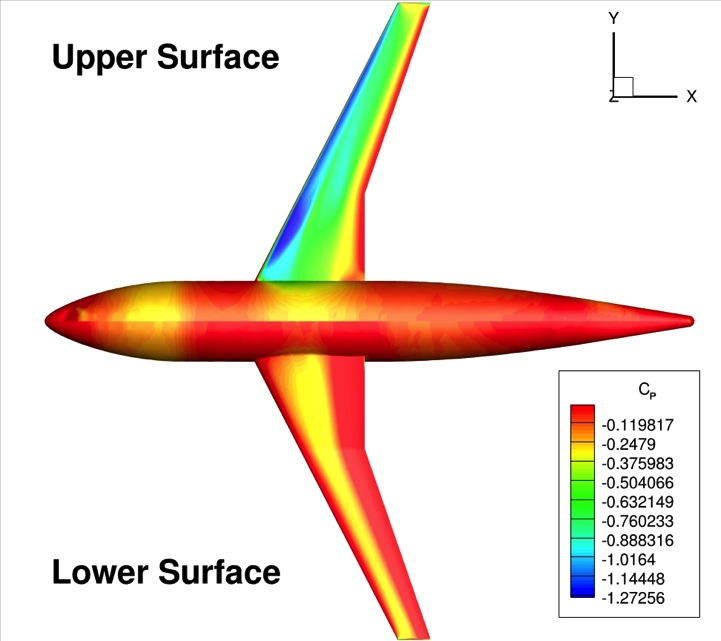 Upper Surface
Y
Z
X
Lower Surface
CP
-0.119817
-0.2479
-0.375983
-0.504066
-0.632149
-0.760233
-0.888316
-1.0164
-1.14448
-1.27256